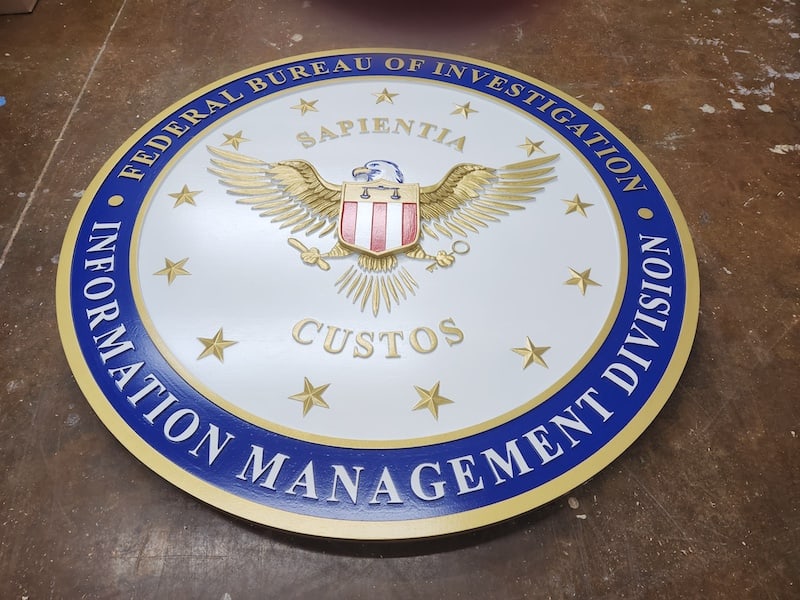 FEDERAL BUREAU OF INVESTIGATION
SAPIENTIA
CUSTOS
INFORMATION MANAGEMENT DIVISION